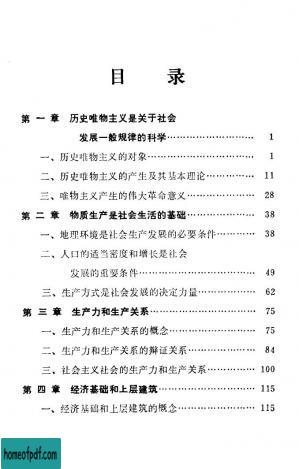 目 录
第一章 历史唯物主义是关于社会
发展一般规律的科学…………………… 1
一、历史唯物主义的对象………………………… 1
二、历史唯物主义的产生及其基本理论………… 11
三、唯物主义产生的伟大革命意义……………… 28
第二章 物质生产是社会生活的基础………… 38
一、地理环境是社会生产发展的必要条件……… 38
二、人口的适当密度和增长是社会
发展的重要条件…………………………… 49
三、生产方式是社会发展的决定力量…………… 62
第三章 生产力和生产关系…………………… 75
一、生产力和生产关系的概念…………………… 75
二、生产力和生产关系的辩证关系……………… 84
三、社会主义社会的生产力和生产关系………… 100
第四章 经济基础和上层建筑………………… 115
一、经济基础和上层建筑的概念………………… 115
homeofpdf.com